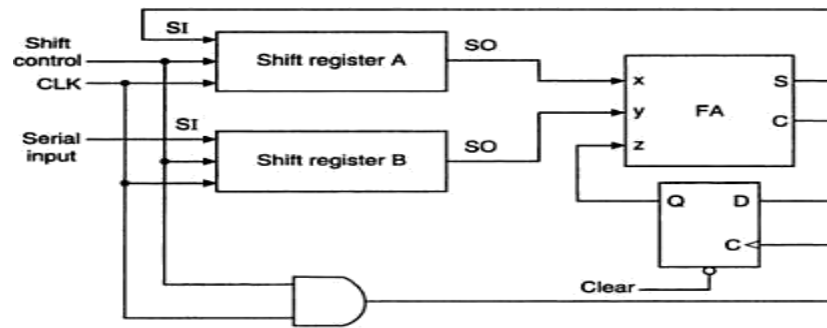 SI
Shift
control
CLK
Shift register A
SO
x
y
z
FA
S
C
Serial
input
SI
Shift register B
SO
Q
D
C
Clear